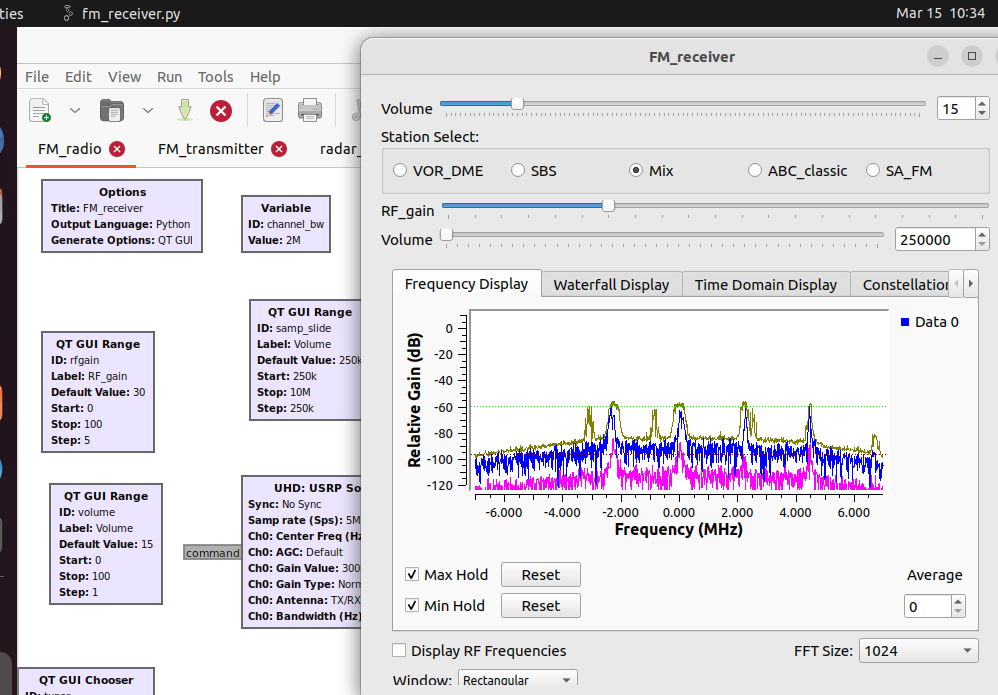 ties fm_receiver.py Mar 15 10:34
FM_receiver
File Edit View Run Tools Help
FM_radio FM_transmitter radar_
Options
Title: FM_receiver
Output Language: Python
Generate Options: QT GUI
Variable
ID: channel_bw
Value: 2M
QT GUI Range
ID: samp_slide
Label: Volume
Default Value: 250k
Start: 250k
Stop: 10M
Step: 250k
QT GUI Range
ID: rfgain
Label: RF_gain
Default Value: 30
Start: 0
Stop: 100
Step: 5
QT GUI Range
ID: volume
Label: Volume
Default Value: 15
Start: 0
Stop: 100
Step: 1
command
UHD: USRP So
Sync: No Sync
Samp rate (Sps): 5M
Ch0: Center Freq (Hz
Ch0: AGC: Default
Ch0: Gain Value: 300
Ch0: Gain Type: Norm
Ch0: Antenna: TX/RX
Ch0: Bandwidth (Hz)
QT GUI Chooser
Volume 15
Station Select:
VOR_DME SBS Mix ABC_classic SA_FM
RF_gain
Volume 250000
Frequency Display Waterfall Display Time Domain Display Constellation
Data 0
Relative Gain (dB)
0
-20
-40
-60
-80
-100
-120
-6.000 -4.000 -2.000 0.000 2.000 4.000 6.000
Frequency (MHz)
Max Hold Reset Average
Min Hold Reset 0
Display RF Frequencies FFT Size: 1024
Window: Rectangular